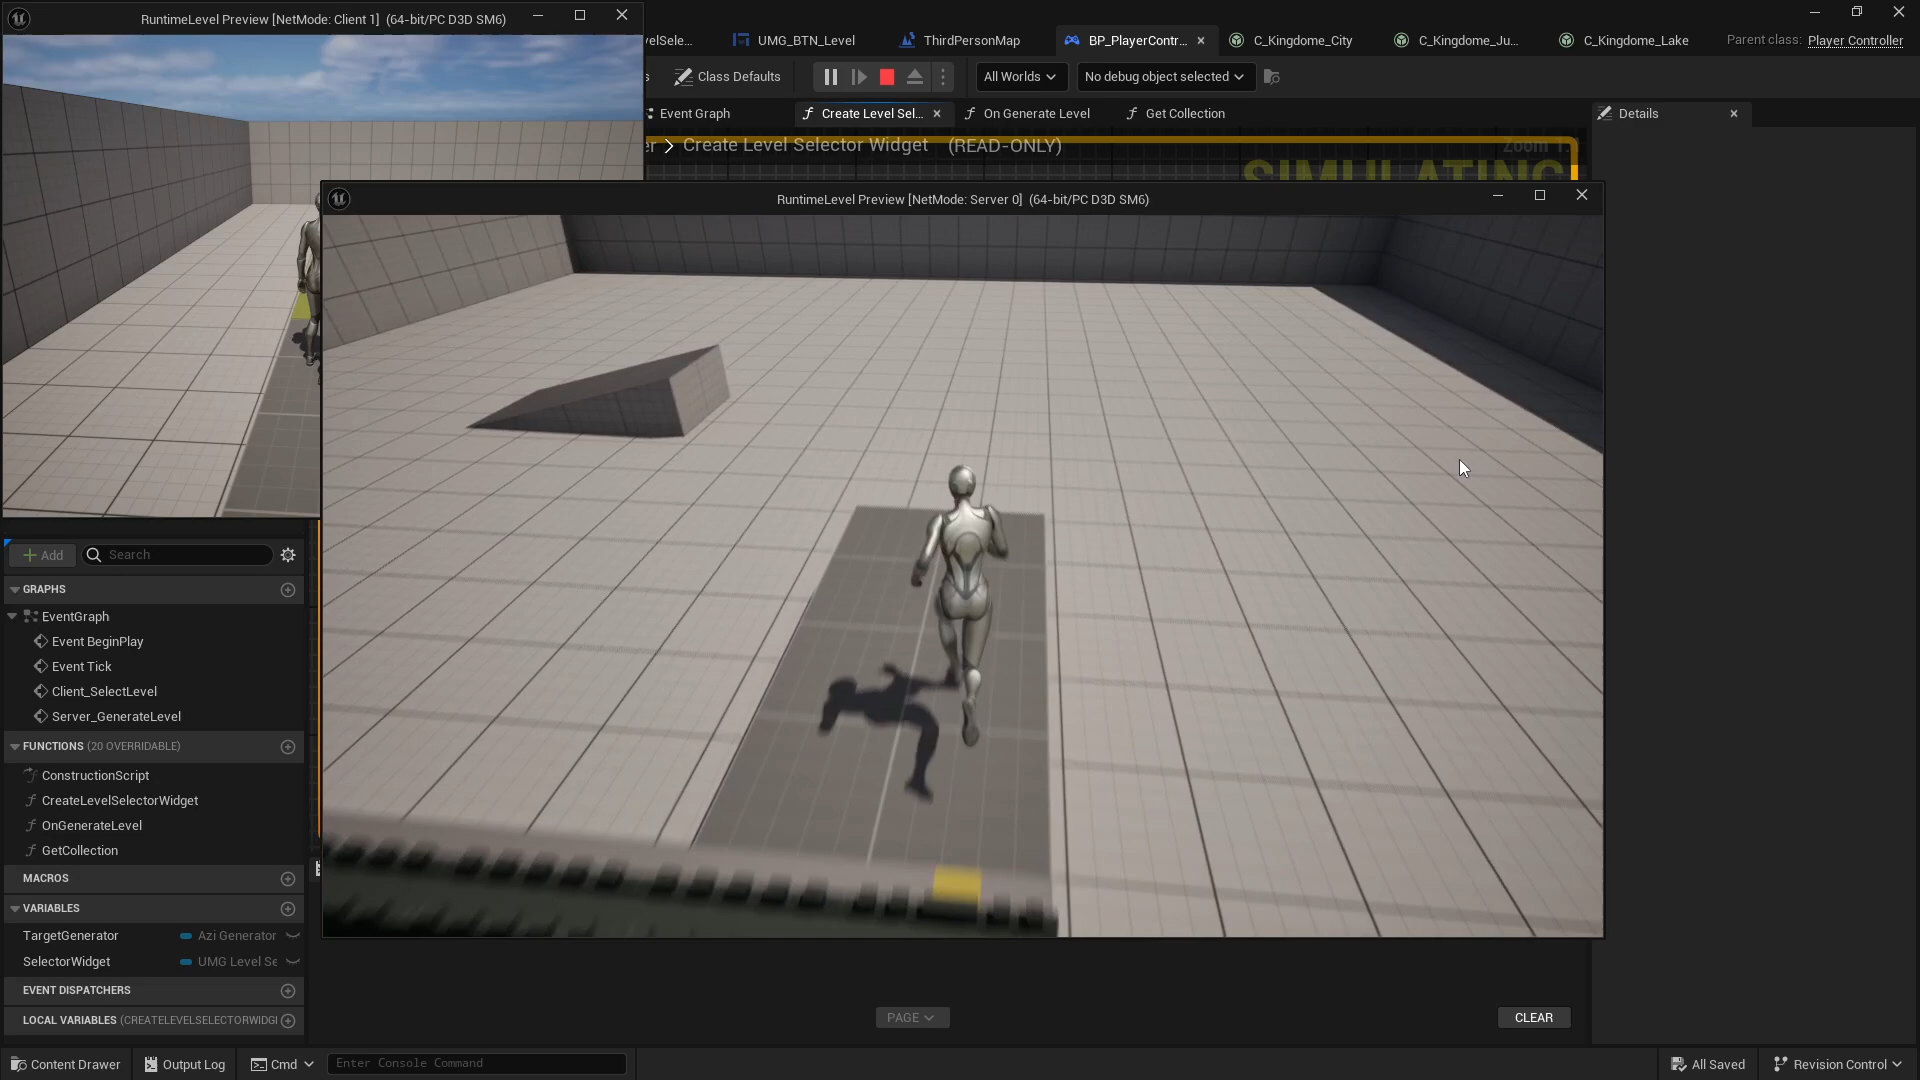 RuntimeLevel Preview [NetMode: Client 1] (64-bit/PC D3D SM6)
velSele...
UMG_BTN_Level
ThirdPersonMap
BP_PlayerContr...
C_Kingdome_City
C_Kingdome_Ju...
C_Kingdome_Lake
Parent class: Player Controller
s
Class Defaults
All Worlds
No debug object selected
Event Graph
Create Level Sel...
On Generate Level
Get Collection
Details
er > Create Level Selector Widget (READ-ONLY)
Zoom 1:
SIMULATING
RuntimeLevel Preview [NetMode: Server 0] (64-bit/PC D3D SM6)
Add
Search
GRAPHS
EventGraph
Event BeginPlay
Event Tick
Client_SelectLevel
Server_GenerateLevel
FUNCTIONS (20 OVERRIDABLE)
ConstructionScript
CreateLevelSelectorWidget
OnGenerateLevel
GetCollection
MACROS
VARIABLES
TargetGenerator
Azi Generator
SelectorWidget
UMG Level Se
EVENT DISPATCHERS
LOCAL VARIABLES (CREATELEVELSELECTORWIDGI
PAGE
CLEAR
Content Drawer
Output Log
Cmd
Enter Console Command
All Saved
Revision Control